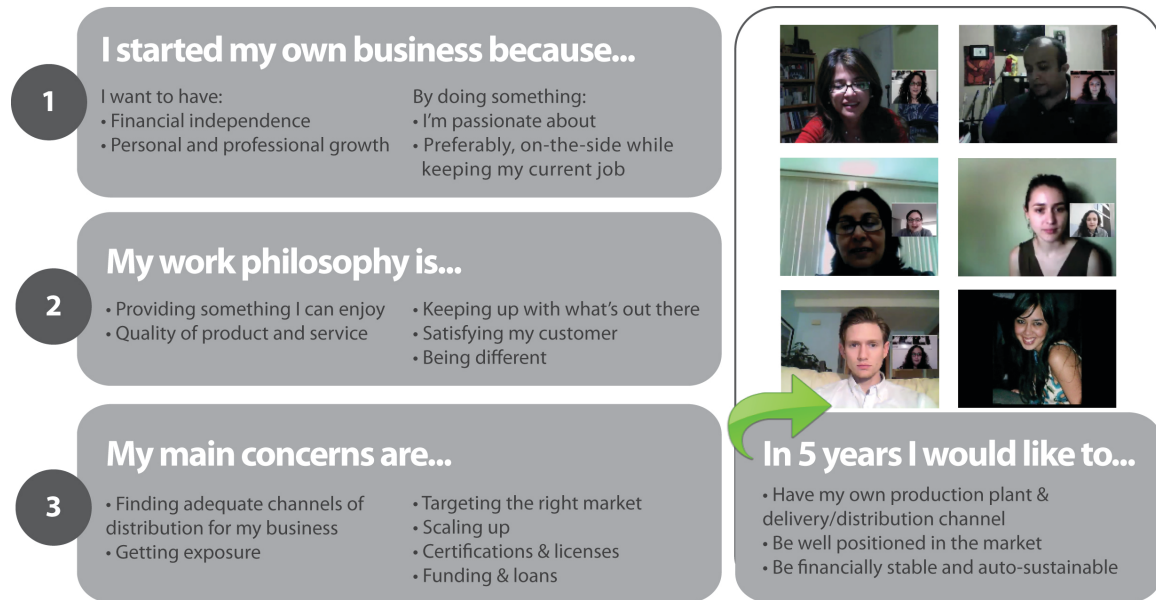 1
I started my own business because...
I want to have:
• Financial independence
• Personal and professional growth
By doing something:
• I'm passionate about
• Preferably, on-the-side while
keeping my current job
2
My work philosophy is...
• Providing something I can enjoy
• Quality of product and service
• Keeping up with what's out there
• Satisfying my customer
• Being different
3
My main concerns are...
• Finding adequate channels of
distribution for my business
• Getting exposure
• Targeting the right market
• Scaling up
• Certifications & licenses
• Funding & loans
In 5 years I would like to...
• Have my own production plant &
delivery/distribution channel
• Be well positioned in the market
• Be financially stable and auto-sustainable